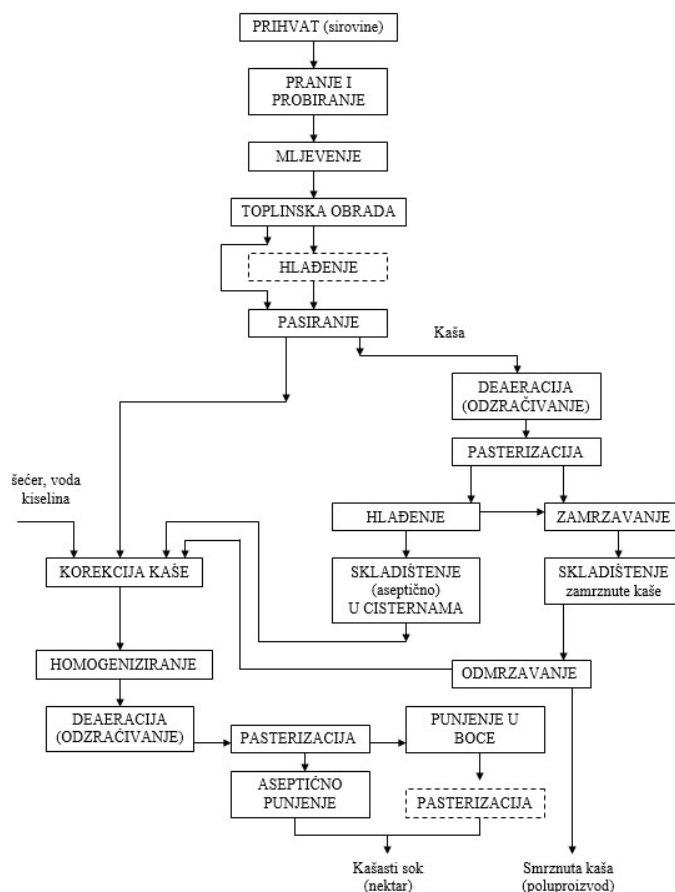 PRIHVAT (sirovine)
PRANJE I
PROBIRANJE
MLJEVENJE
TOPLINSKA OBRADA
HLAĐENJE
PASIRANJE
Kaša
DEAERACIJA
(ODZRAČIVANJE)
PASTERIZACIJA
šećer, voda
kiselina
HLAĐENJE
ZAMRZAVANJE
KOREKCIJA KAŠE
SKLADIŠTENJE
(aseptično)
U CISTERNAMA
SKLADIŠTENJE
zamrznute kaše
HOMOGENIZIRANJE
ODMRZAVANJE
DEAERACIJA
(ODZRAČIVANJE)
PASTERIZACIJA
PUNJENJE U
BOCE
ASEPTIČNO
PUNJENJE
PASTERIZACIJA
Kašasti sok
(nektar)
Smrznuta kaša
(poluproizvod)